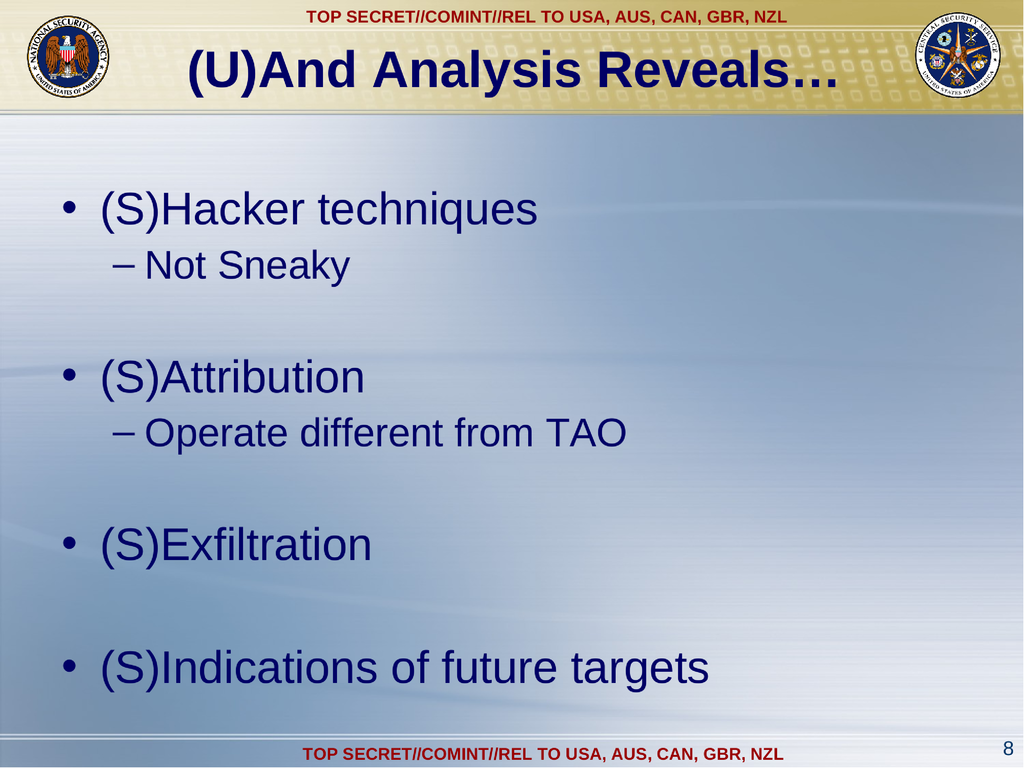 TOP SECRET//COMINT//REL TO USA, AUS, CAN, GBR, NZL
NATIONAL SECURITY AGENCY
UNITED STATES OF AMERICA
(U)And Analysis Reveals…
CENTRAL SECURITY SERVICE
UNITED STATES OF AMERICA
• (S)Hacker techniques
– Not Sneaky
• (S)Attribution
– Operate different from TAO
• (S)Exfiltration
• (S)Indications of future targets
TOP SECRET//COMINT//REL TO USA, AUS, CAN, GBR, NZL
8